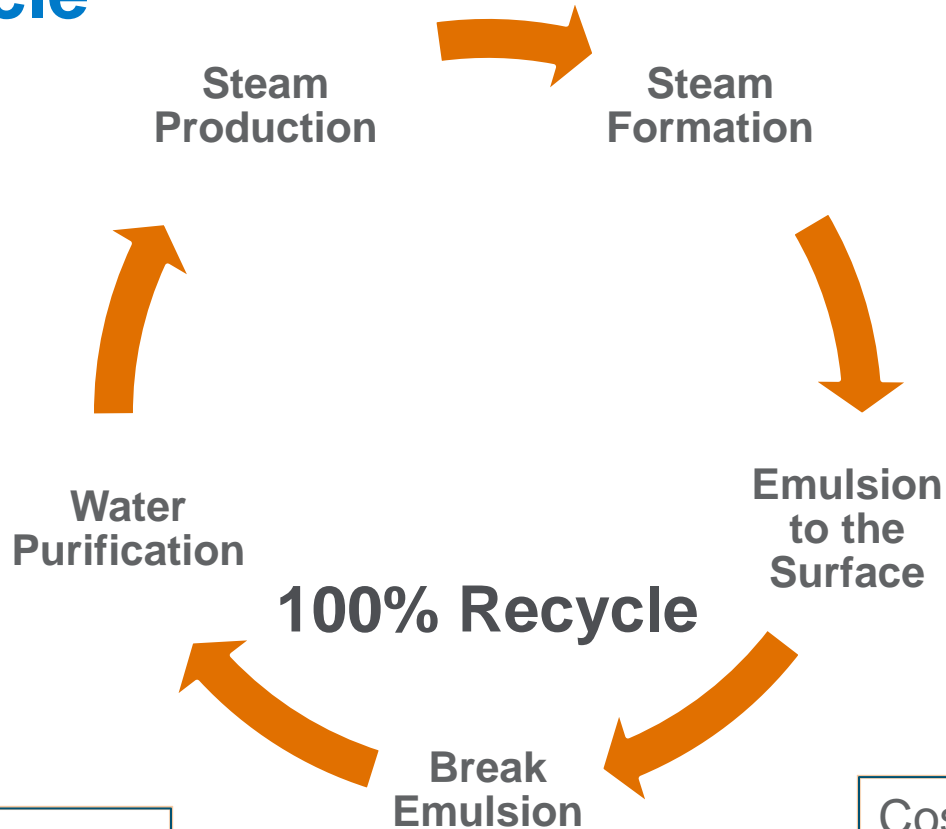 Steam
Production
Steam
Formation
Emulsion
to the
Surface
Water
Purification
100% Recycle
Break
Emulsion